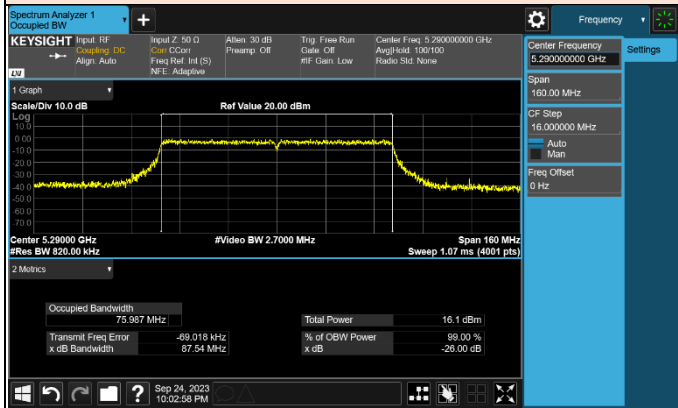 Spectrum Analyzer 1
Occupied BW
+
Frequency
KEYSIGHT
Input: RF
Coupling: DC
Align: Auto
Input Z: 50 Ω
Corr CCorr
Freq Ref: Int (S)
NFE: Adaptive
Atten: 30 dB
Preamp: Off
Trig: Free Run
Gate: Off
#IF Gain: Low
Center Freq: 5.290000000 GHz
Avg|Hold: 100/100
Radio Std: None
LXI
1 Graph
Scale/Div 10.0 dB
Ref Value 20.00 dBm
Log
10.0
0.00
-10.0
-20.0
-30.0
-40.0
-50.0
-60.0
-70.0
Center 5.29000 GHz
#Video BW 2.7000 MHz
Span 160 MHz
#Res BW 820.00 kHz
Sweep 1.07 ms (4001 pts)
2 Metrics
Occupied Bandwidth
75.987 MHz
Total Power
16.1 dBm
Transmit Freq Error
-69.018 kHz
% of OBW Power
99.00 %
x dB Bandwidth
87.54 MHz
x dB
-26.00 dB
Center Frequency
5.290000000 GHz
Settings
Span
160.00 MHz
CF Step
16.000000 MHz
Auto
Man
Freq Offset
0 Hz
?
Sep 24, 2023
10:02:58 PM